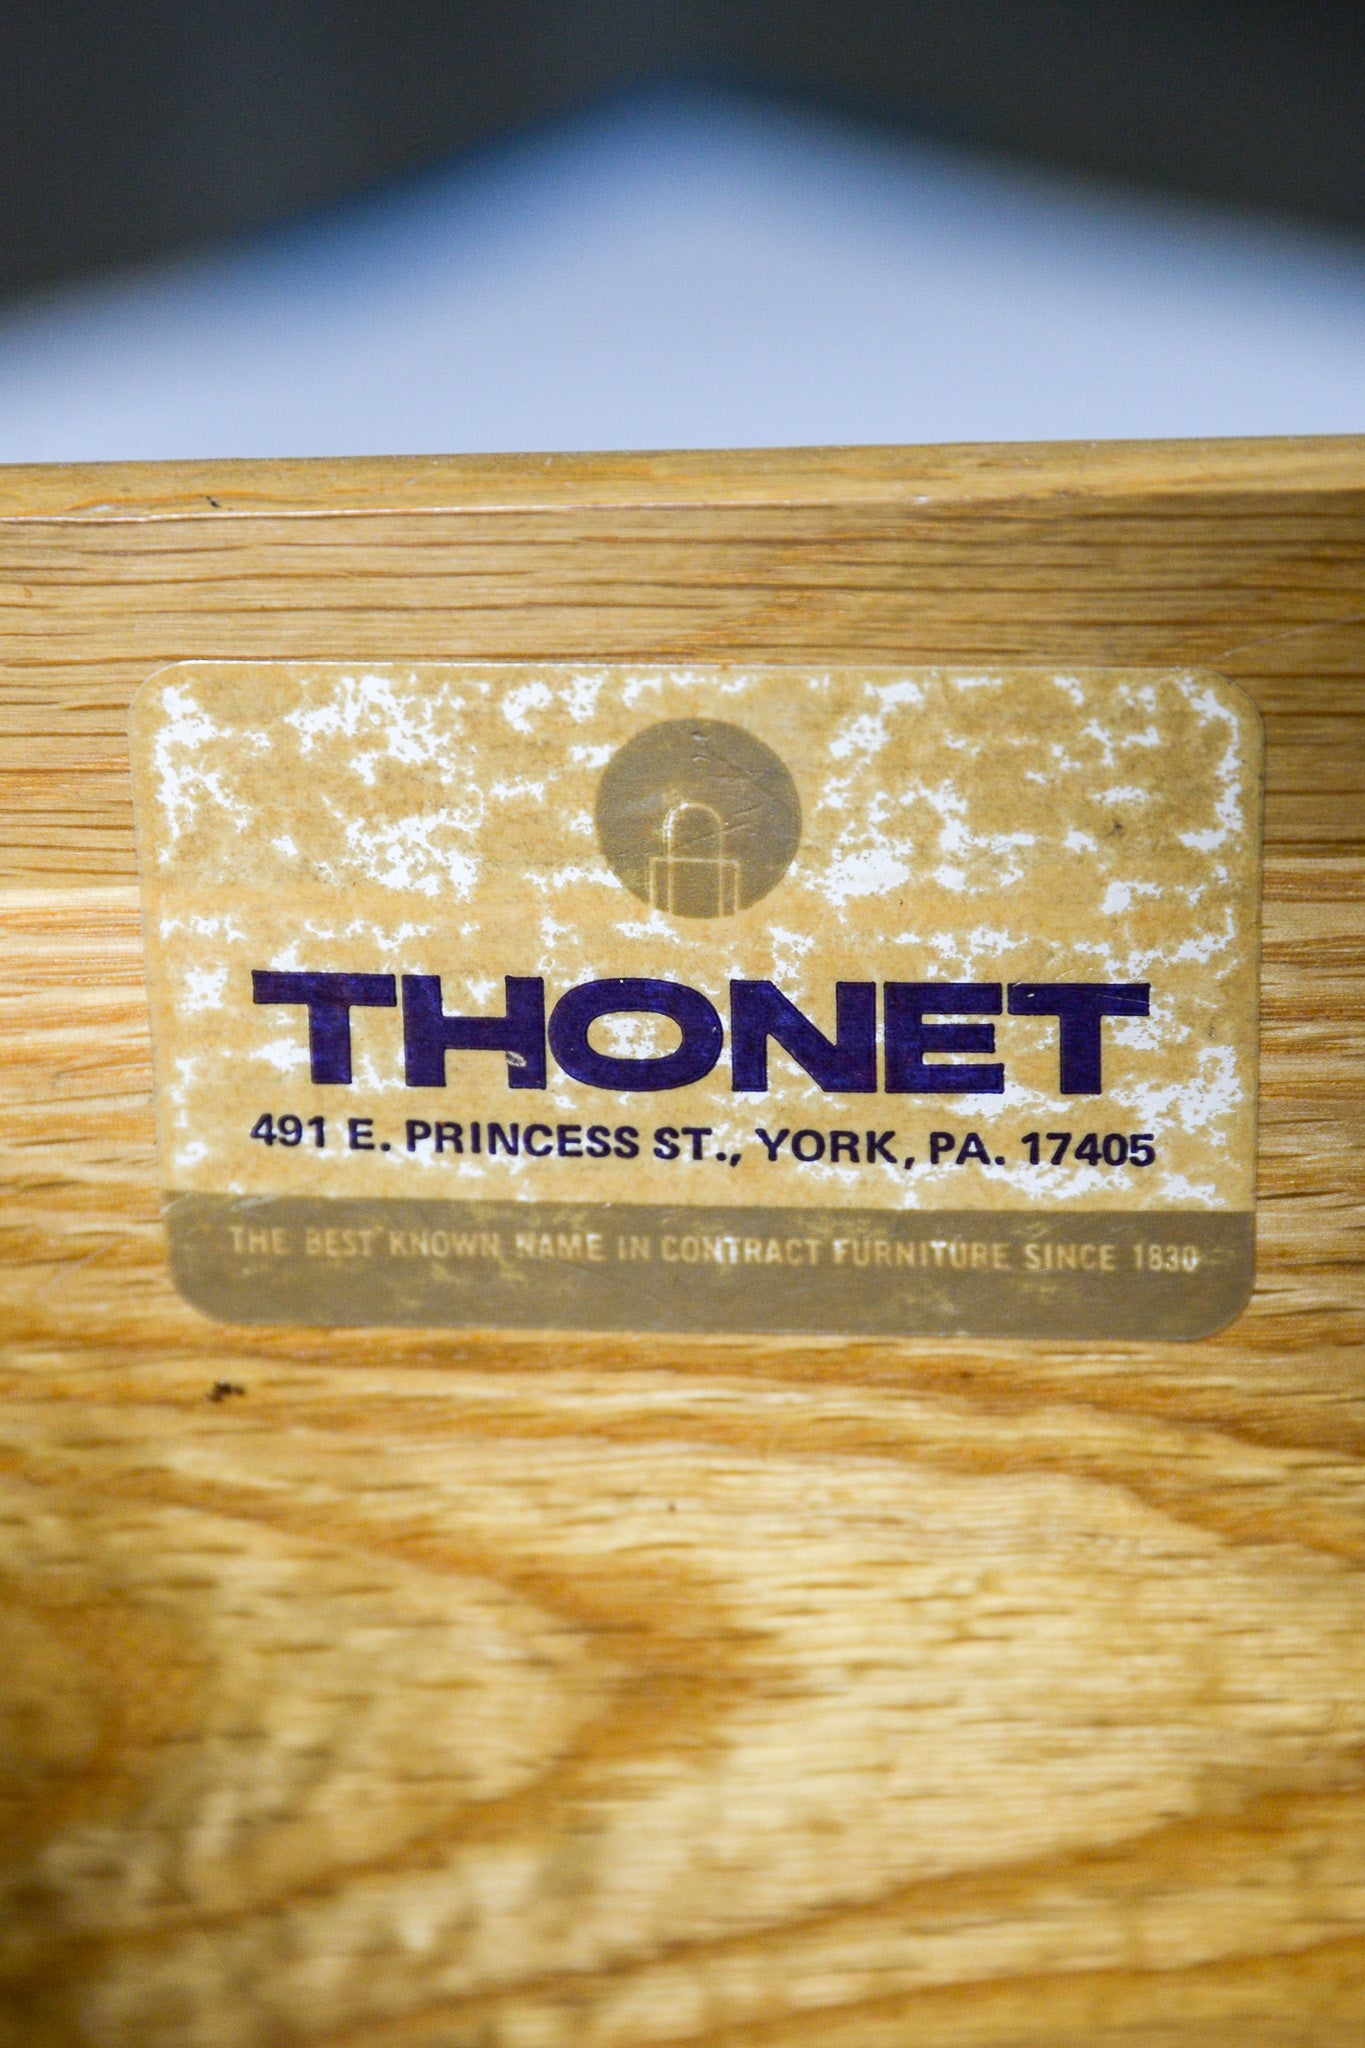 THONET
491 E. PRINCESS ST., YORK, PA. 17405
THE BEST KNOWN NAME IN CONTRACT FURNITURE SINCE 1830